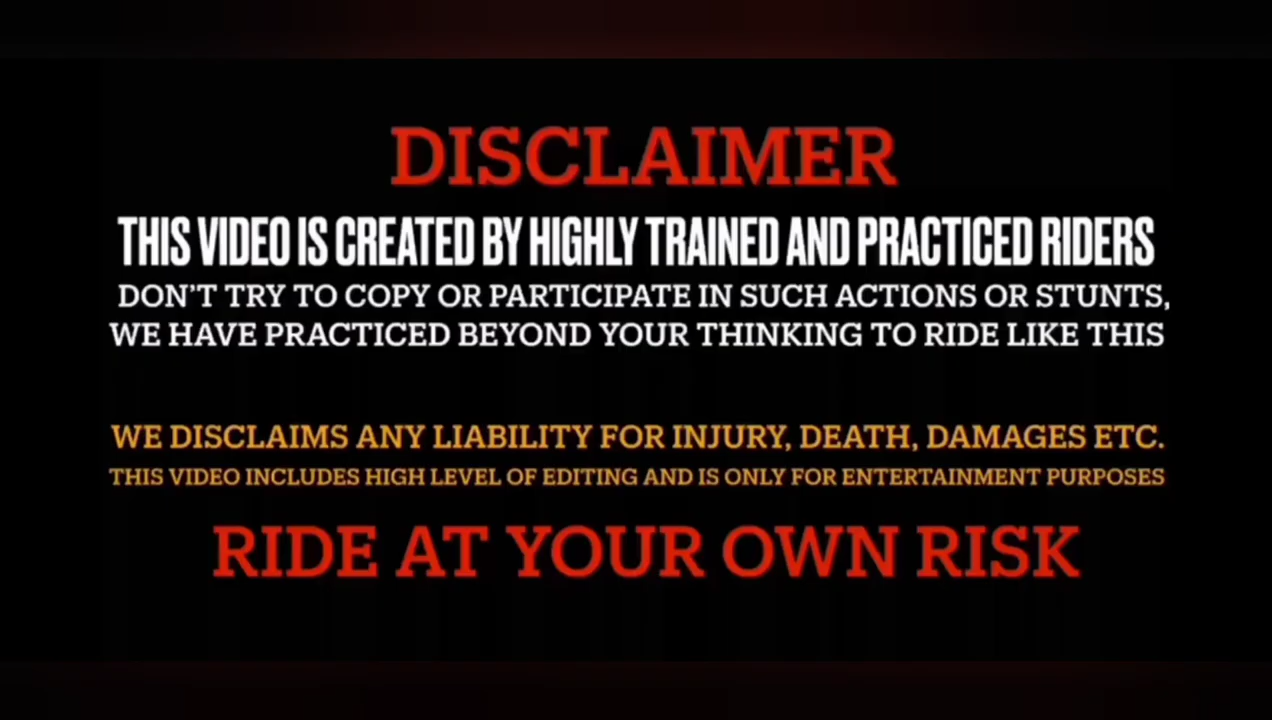 DISCLAIMER
THIS VIDEO IS CREATED BY HIGHLY TRAINED AND PRACTICED RIDERS
DON'T TRY TO COPY OR PARTICIPATE IN SUCH ACTIONS OR STUNTS,
WE HAVE PRACTICED BEYOND YOUR THINKING TO RIDE LIKE THIS
WE DISCLAIMS ANY LIABILITY FOR INJURY, DEATH, DAMAGES ETC.
THIS VIDEO INCLUDES HIGH LEVEL OF EDITING AND IS ONLY FOR ENTERTAINMENT PURPOSES
RIDE AT YOUR OWN RISK